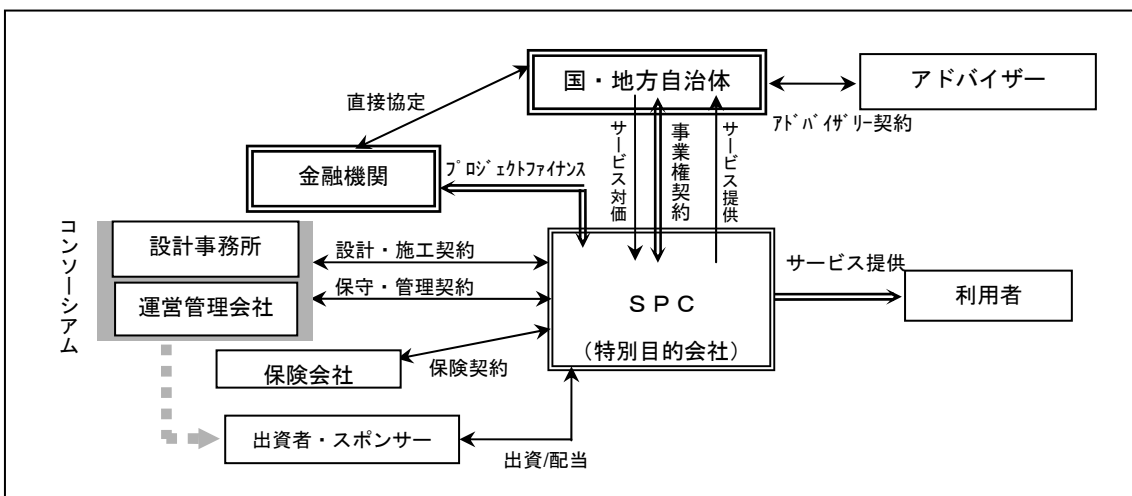 国・地方自治体
アドバイザー
直接協定
ｱﾄﾞﾊﾞｲｻﾞﾘｰ契約
サービス対価
事業権契約
サービス提供
金融機関
ﾌﾟﾛｼﾞｪｸﾄﾌｧｲﾅﾝｽ
コンソーシアム
設計事務所
設計・施工契約
運営管理会社
保守・管理契約
ＳＰＣ
（特別目的会社）
サービス提供
利用者
保険会社
保険契約
出資者・スポンサー
出資/配当